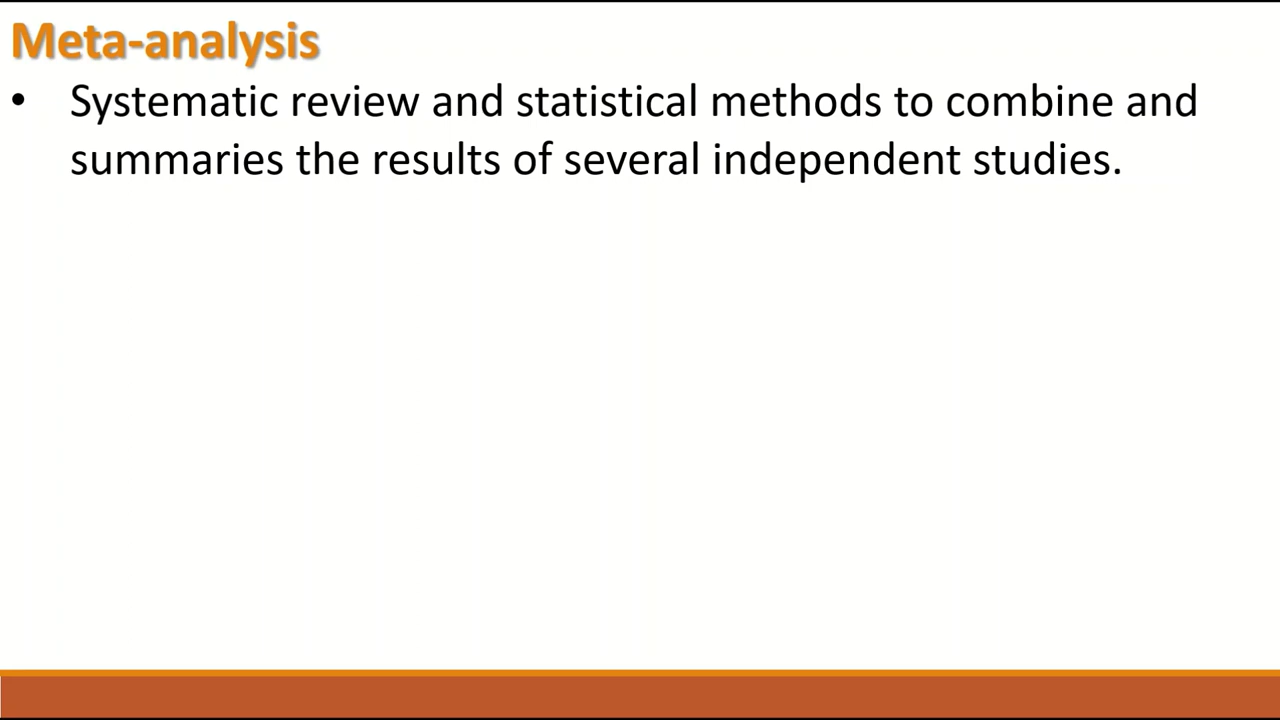 Meta-analysis
• Systematic review and statistical methods to combine and
summaries the results of several independent studies.